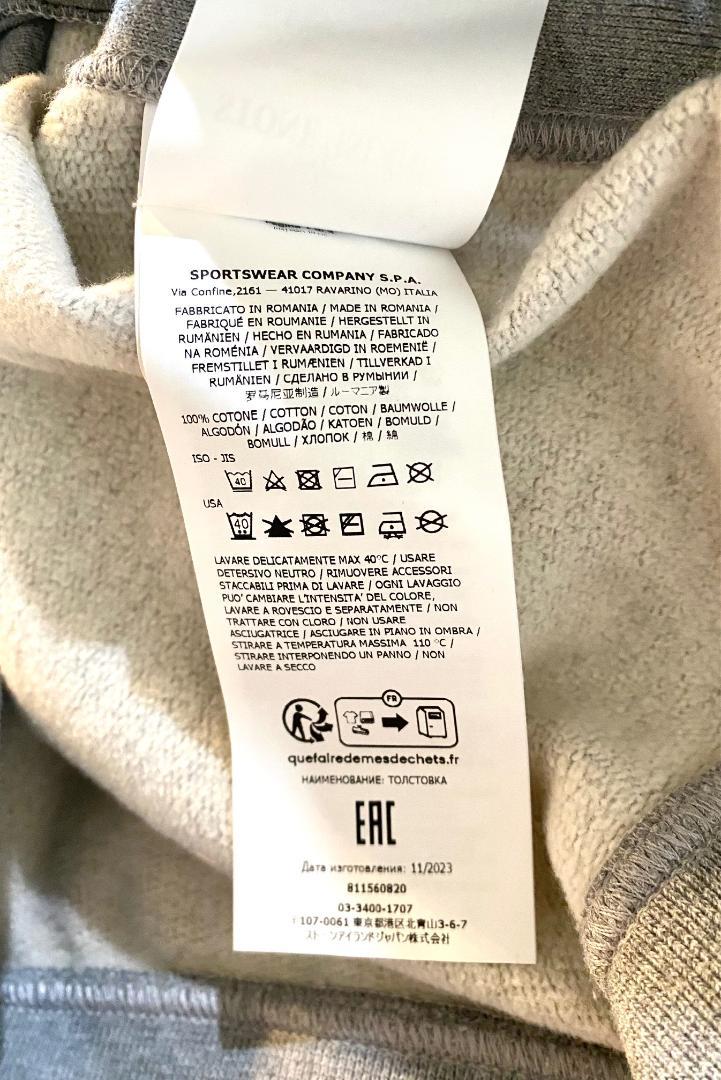 SPORTSWEAR COMPANY S.P.A.
Via Confine,2161 — 41017 RAVARINO (MO) ITALIA
FABBRICATO IN ROMANIA / MADE IN ROMANIA /
FABRIQUÉ EN ROUMANIE / HERGESTELLT IN
RUMÄNIEN / HECHO EN RUMANIA / FABRICADO
NA ROMÉNIA / VERVAARDIGD IN ROEMENIË /
FREMSTILLET I RUMÆNIEN / TILLVERKAD I
RUMÄNIEN / СДЕЛАНО В РУМЫНИИ /
罗马尼亚制造 / ルーマニア製
100% COTONE / COTTON / COTON / BAUMWOLLE /
ALGODÓN / ALGODÃO / KATOEN / BOMULD /
BOMULL / ХЛОПОК / 棉 / 綿
ISO - JIS
40
USA
40
LAVARE DELICATAMENTE MAX 40°C / USARE
DETERSIVO NEUTRO / RIMUOVERE ACCESSORI
STACCABILI PRIMA DI LAVARE / OGNI LAVAGGIO
PUO' CAMBIARE L'INTENSITA' DEL COLORE,
LAVARE A ROVESCIO E SEPARATAMENTE / NON
TRATTARE CON CLORO / NON USARE
ASCIUGATRICE / ASCIUGARE IN PIANO IN OMBRA /
STIRARE A TEMPERATURA MASSIMA 110 °C /
STIRARE INTERPONENDO UN PANNO / NON
LAVARE A SECCO
FR
quefairedemesdechets.fr
НАИМЕНОВАНИЕ: ТОЛСТОВКА
EAC
Дата изготовления: 11/2023
811560820
03-3400-1707
〒107-0061 東京都港区北青山3-6-7
ストーンアイランドジャパン株式会社